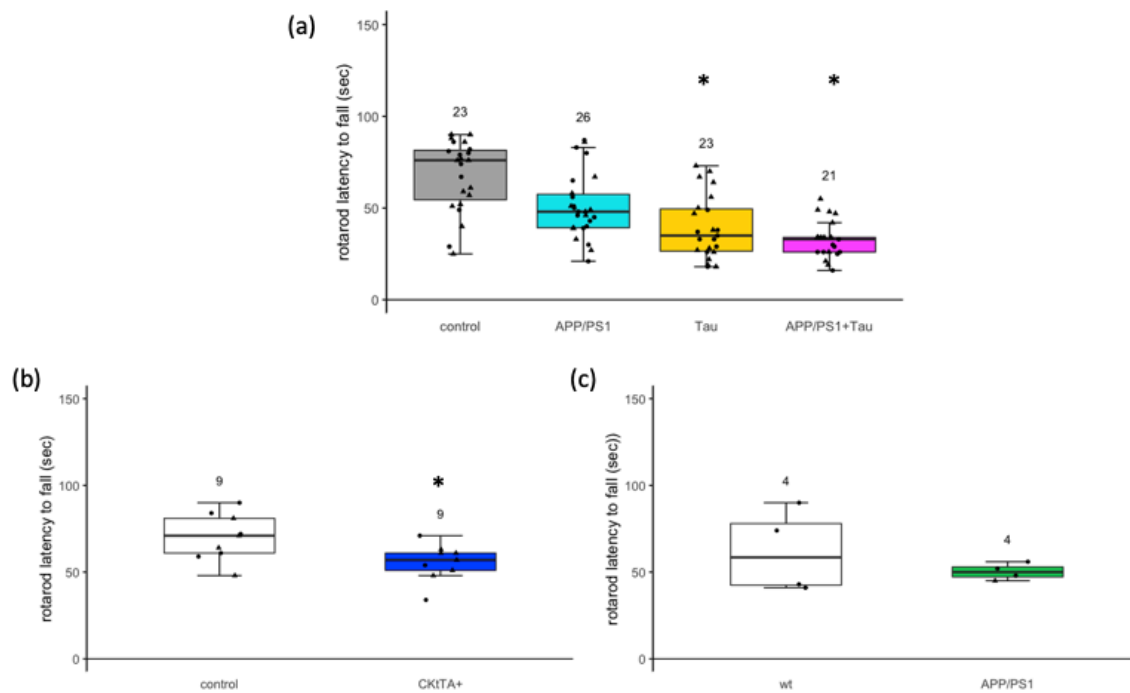 (a)
rotarod latency to fall (sec)
150
100
50
0
23
26
*
23
*
21
control
APP/PS1
Tau
APP/PS1+Tau
(b)
rotarod latency to fall (sec)
150
100
50
0
9
*
9
control
CKtTA+
(c)
rotarod latency to fall (sec))
150
100
50
0
4
4
wt
APP/PS1